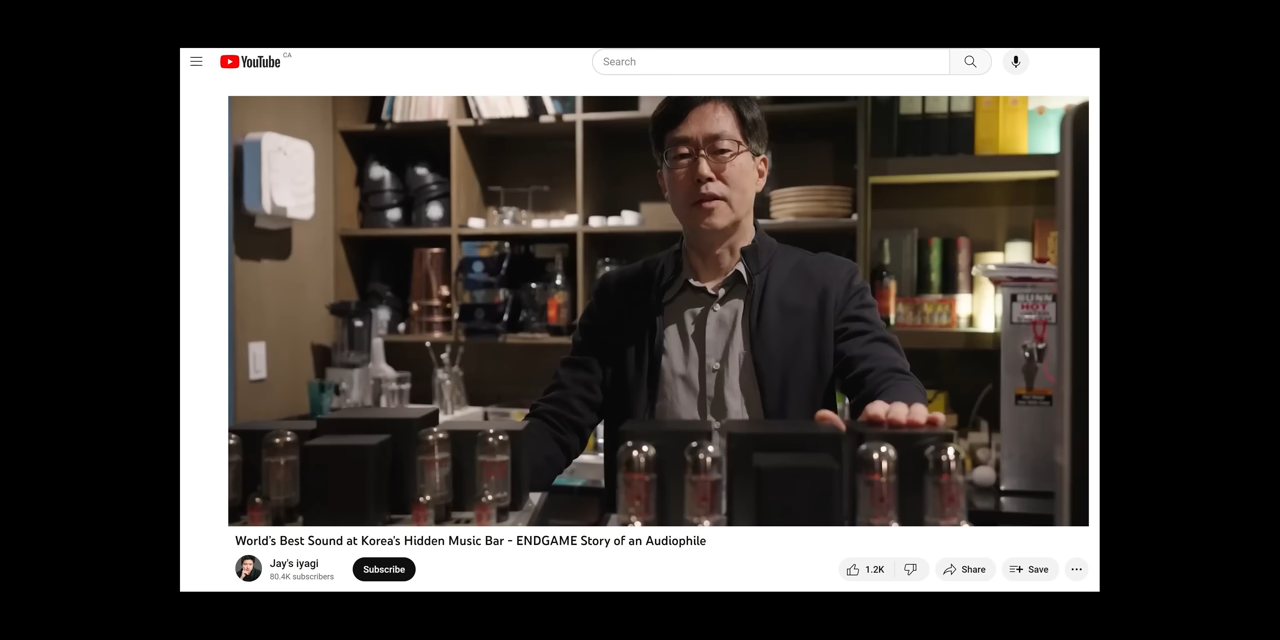 YouTube CA
Search
BUNN
HOT
World's Best Sound at Korea's Hidden Music Bar - ENDGAME Story of an Audiophile
Jay's iyagi
80.4K subscribers
Subscribe
1.2K
Share
Save